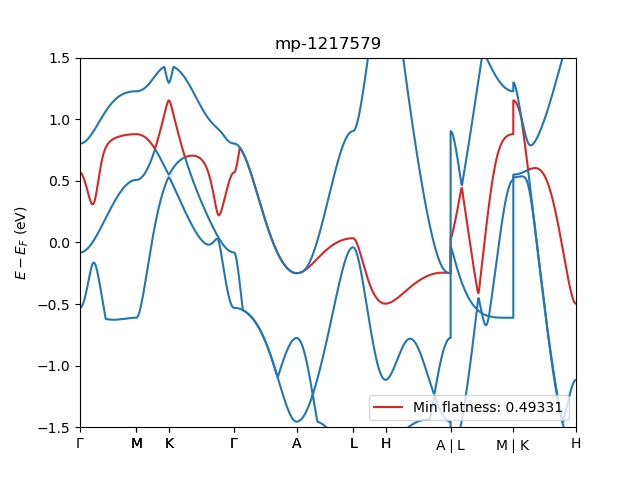 mp-1217579
E − E_F (eV)
1.5
1.0
0.5
0.0
−0.5
−1.0
−1.5
Min flatness: 0.49331
Γ M K Γ A L H A | L M | K H